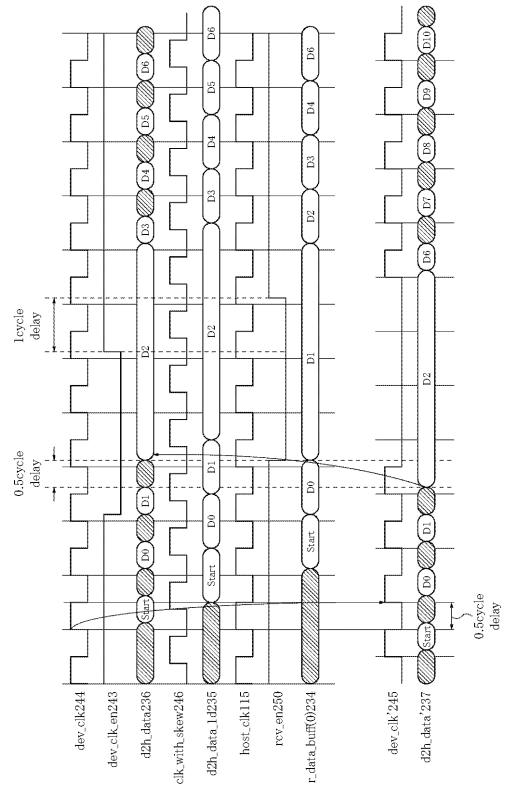 0.5cycle
delay
1cycle
delay
dev_clk244
dev_clk_en243
d2h_data236 Start D0 D1 D2 D3 D4 D5 D6
clk_with_skew246
d2h_data_1d235 Start D0 D1 D2 D3 D4 D5 D6
host_clk115
rcv_en250
r_data_buff(0)234 Start D0 D1 D2 D3 D4 D6
dev_clk'245
d2h_data'237 Start D0 D1 D2 D6 D7 D8 D9 D10
0.5cycle
delay